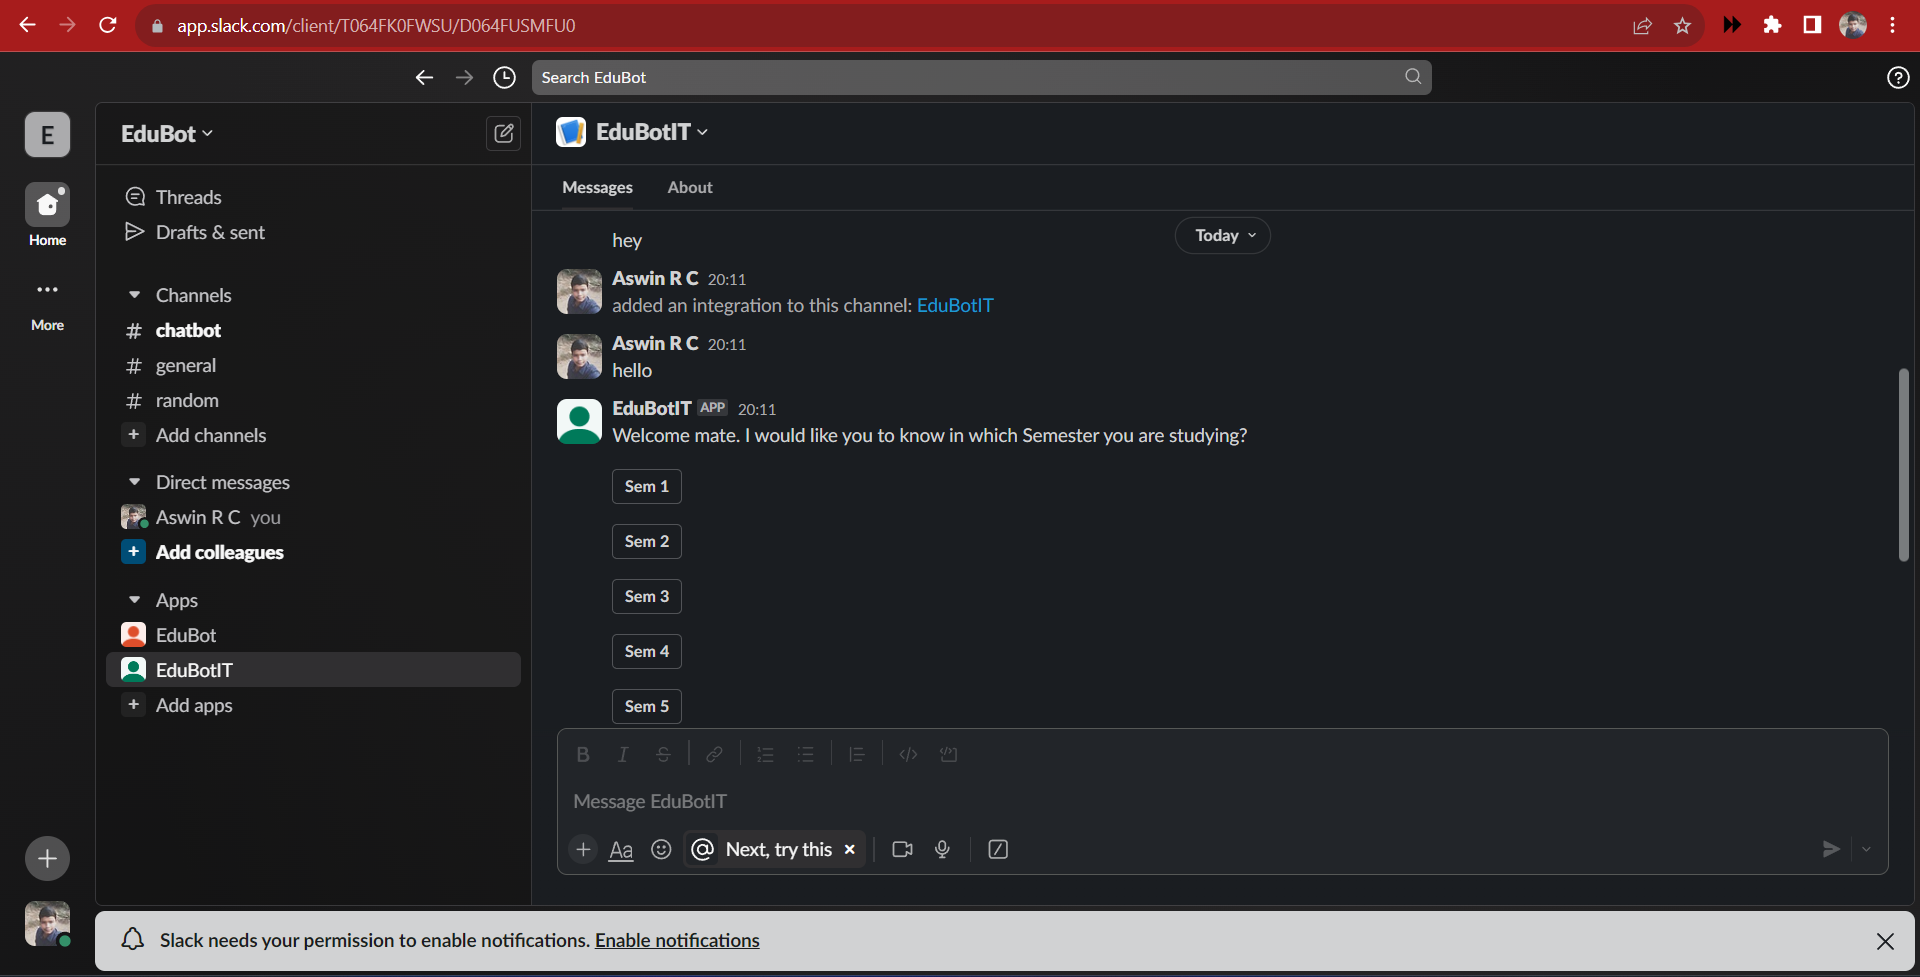 app.slack.com/client/T064FK0FWSU/D064FUSMFU0
Search EduBot
E
EduBot
EduBotIT
Home
More
Threads
Drafts & sent
Channels
# chatbot
# general
# random
+ Add channels
Direct messages
Aswin R C you
+ Add colleagues
Apps
EduBot
EduBotIT
+ Add apps
Messages About
Today
hey
Aswin R C 20:11
added an integration to this channel: EduBotIT
Aswin R C 20:11
hello
EduBotIT APP 20:11
Welcome mate. I would like you to know in which Semester you are studying?
Sem 1
Sem 2
Sem 3
Sem 4
Sem 5
B I S
Message EduBotIT
+ Aa @ Next, try this ×
Slack needs your permission to enable notifications. Enable notifications